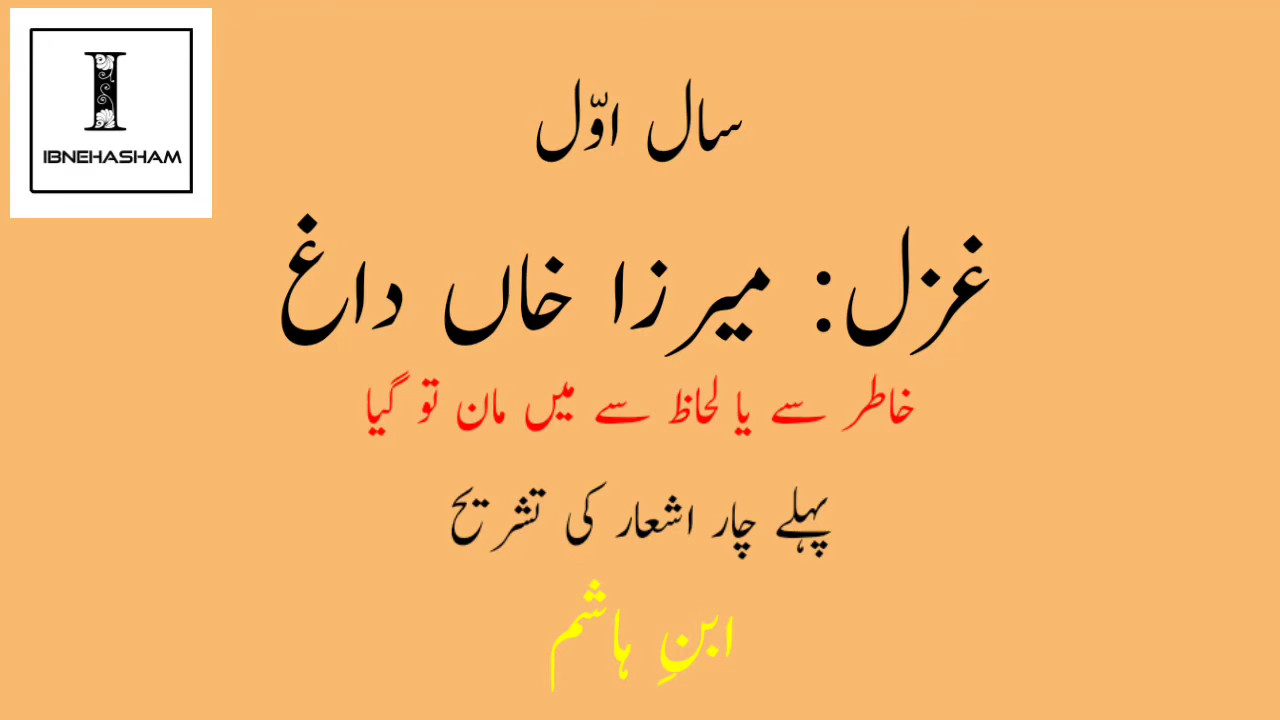 I
IBNEHASHAM
سال اوّل
غزل: میرزا خاں داغ
خاطر سے یا لحاظ سے میں مان تو گیا
پہلے چار اشعار کی تشریح
ابنِ ہاشم